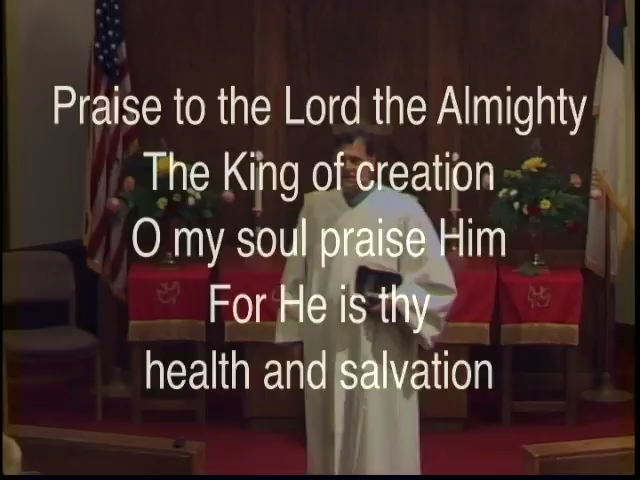 Praise to the Lord the Almighty
The King of creation
O my soul praise Him
For He is thy
health and salvation